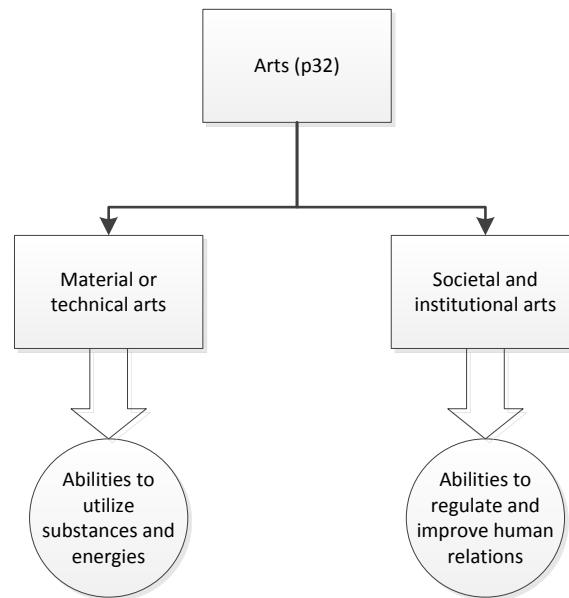 Arts (p32)
Material or
technical arts
Societal and
institutional arts
Abilities to
utilize
substances and
energies
Abilities to
regulate and
improve human
relations